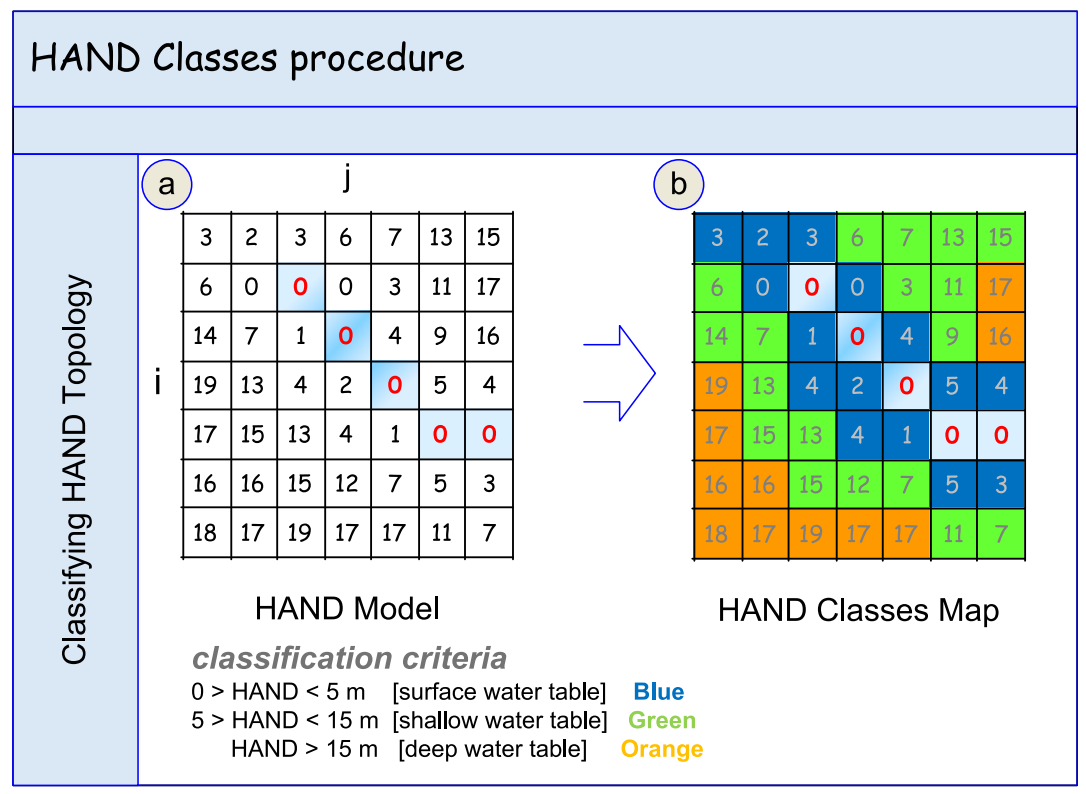 HAND Classes procedure
Classifying HAND Topology
a
j
i
3 2 3 6 7 13 15
6 0 0 0 3 11 17
14 7 1 0 4 9 16
19 13 4 2 0 5 4
17 15 13 4 1 0 0
16 16 15 12 7 5 3
18 17 19 17 17 11 7
HAND Model
b
3 2 3 6 7 13 15
6 0 0 0 3 11 17
14 7 1 0 4 9 16
19 13 4 2 0 5 4
17 15 13 4 1 0 0
16 16 15 12 7 5 3
18 17 19 17 17 11 7
HAND Classes Map
classification criteria
0 > HAND < 5 m [surface water table] Blue
5 > HAND < 15 m [shallow water table] Green
HAND > 15 m [deep water table] Orange